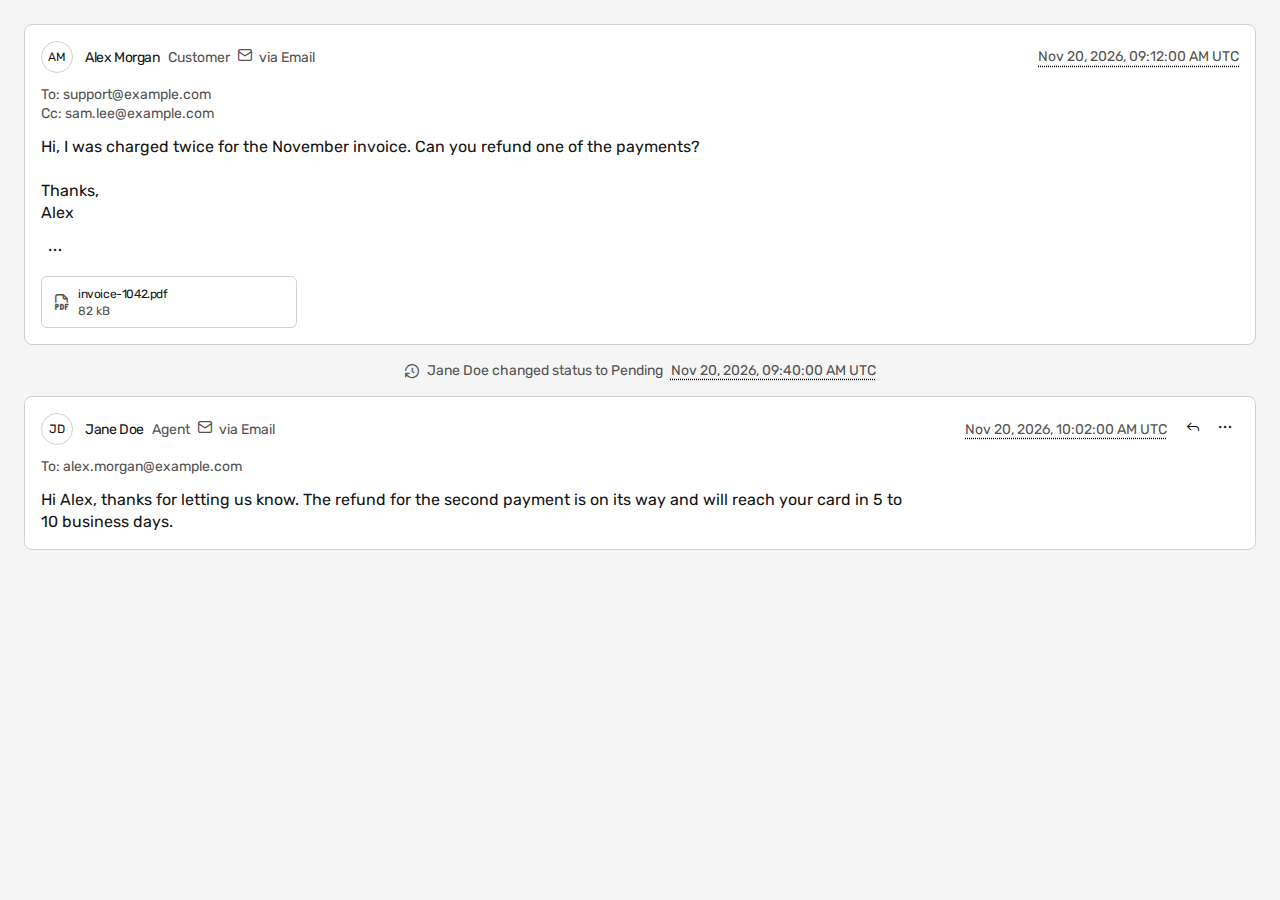 AM Alex Morgan Customer via Email Nov 20, 2026, 09:12:00 AM UTC
To: support@example.com
Cc: sam.lee@example.com
Hi, I was charged twice for the November invoice. Can you refund one of the payments?
Thanks,
Alex
...
PDF invoice-1042.pdf
82 kB
Jane Doe changed status to Pending Nov 20, 2026, 09:40:00 AM UTC
JD Jane Doe Agent via Email Nov 20, 2026, 10:02:00 AM UTC ...
To: alex.morgan@example.com
Hi Alex, thanks for letting us know. The refund for the second payment is on its way and will reach your card in 5 to
10 business days.